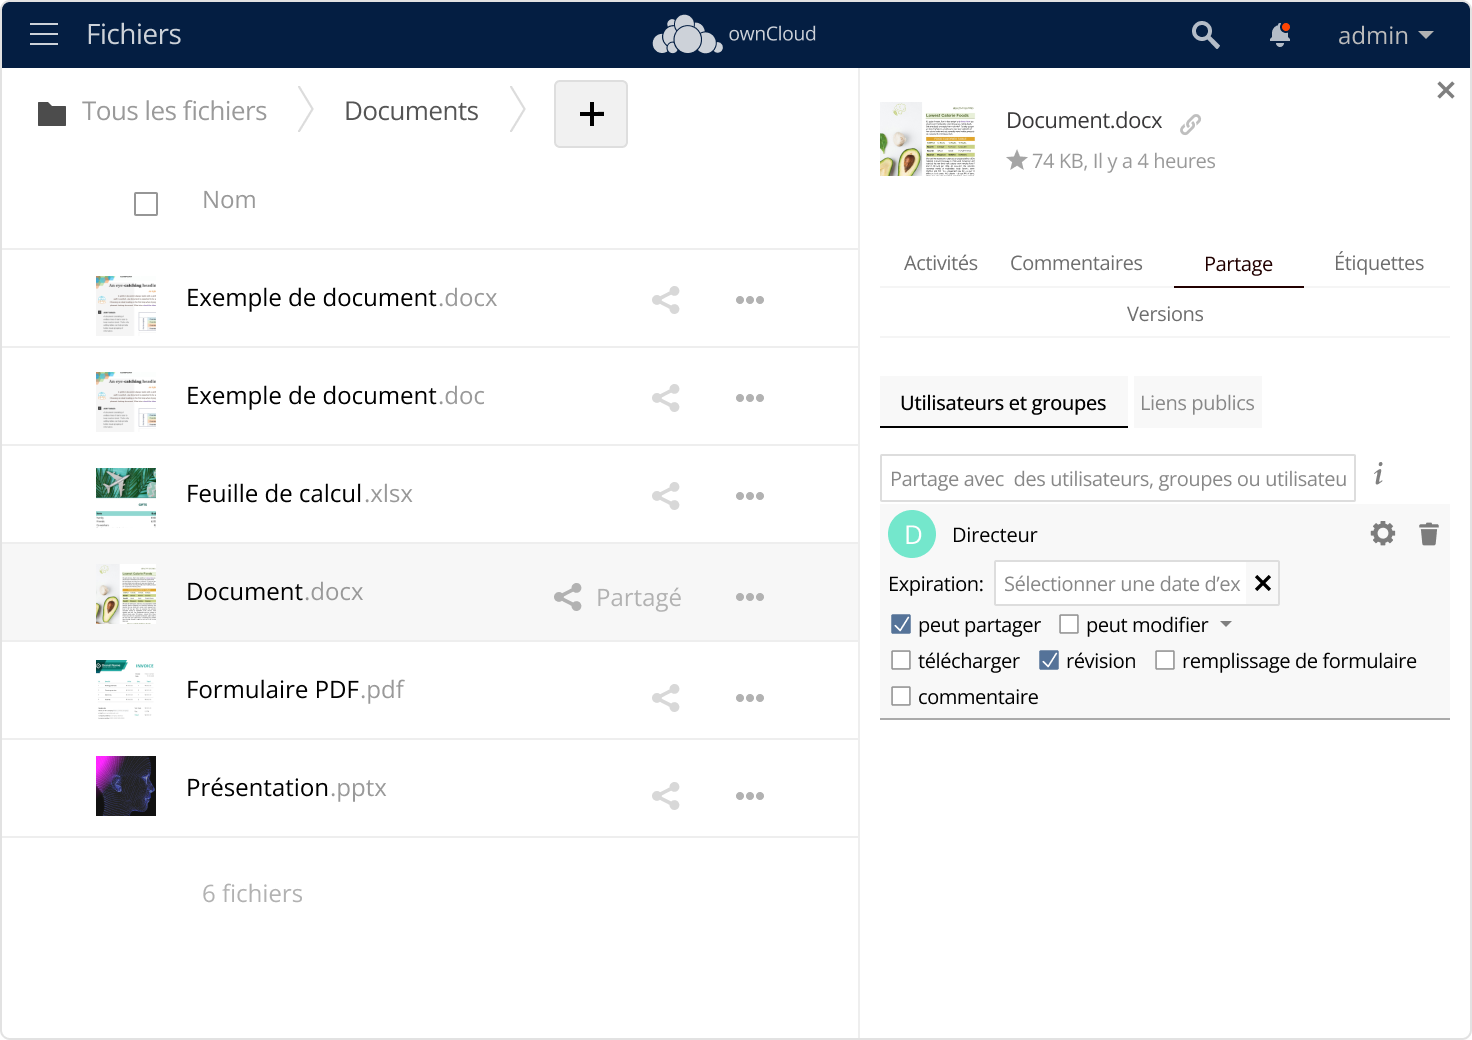 Fichiers
ownCloud
admin
Tous les fichiers
Documents
+
Nom
Exemple de document.docx
Exemple de document.doc
Feuille de calcul.xlsx
Document.docx
Partagé
Formulaire PDF.pdf
Présentation.pptx
6 fichiers
Document.docx
74 KB, Il y a 4 heures
Activités
Commentaires
Partage
Étiquettes
Versions
Utilisateurs et groupes
Liens publics
Partage avec des utilisateurs, groupes ou utilisateu
i
D
Directeur
Expiration:
Sélectionner une date d’ex
peut partager
peut modifier
télécharger
révision
remplissage de formulaire
commentaire